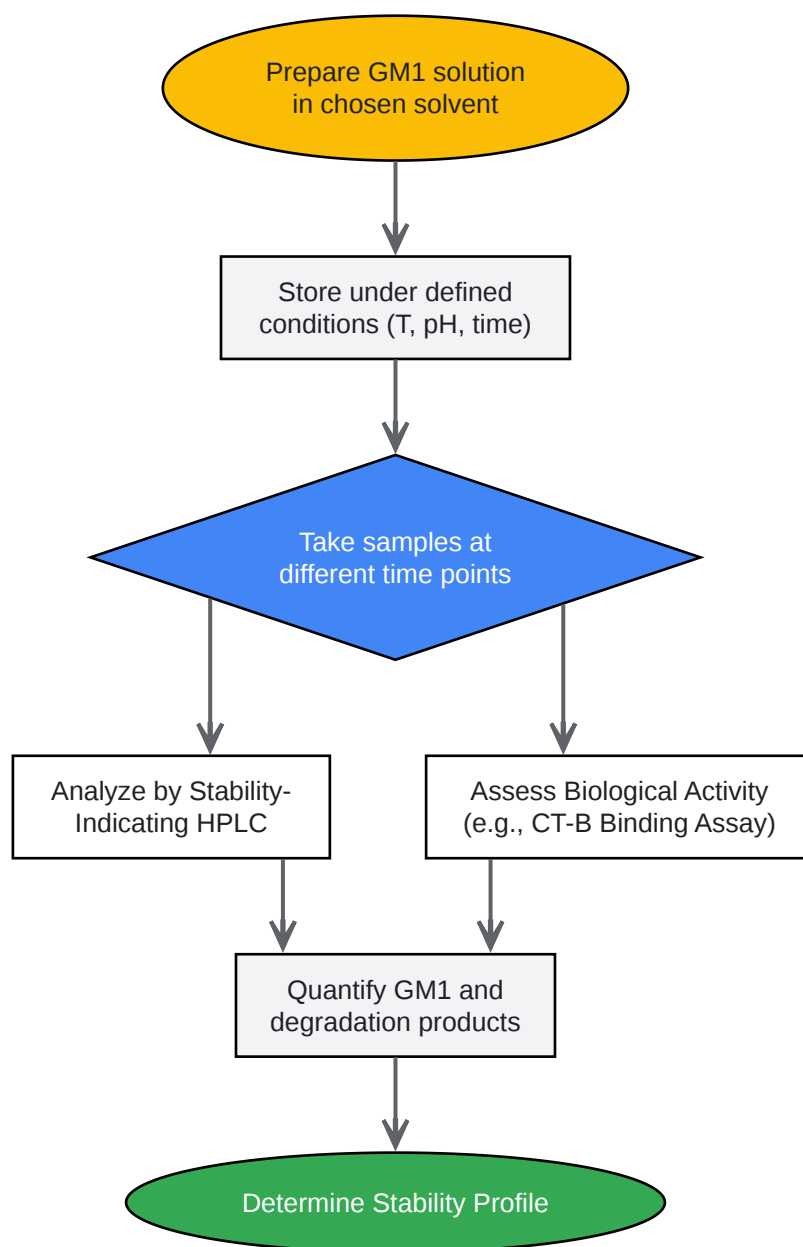 Prepare GM1 solution
in chosen solvent
Store under defined
conditions (T, pH, time)
Take samples at
different time points
Analyze by Stability-
Indicating HPLC
Assess Biological Activity
(e.g., CT-B Binding Assay)
Quantify GM1 and
degradation products
Determine Stability Profile